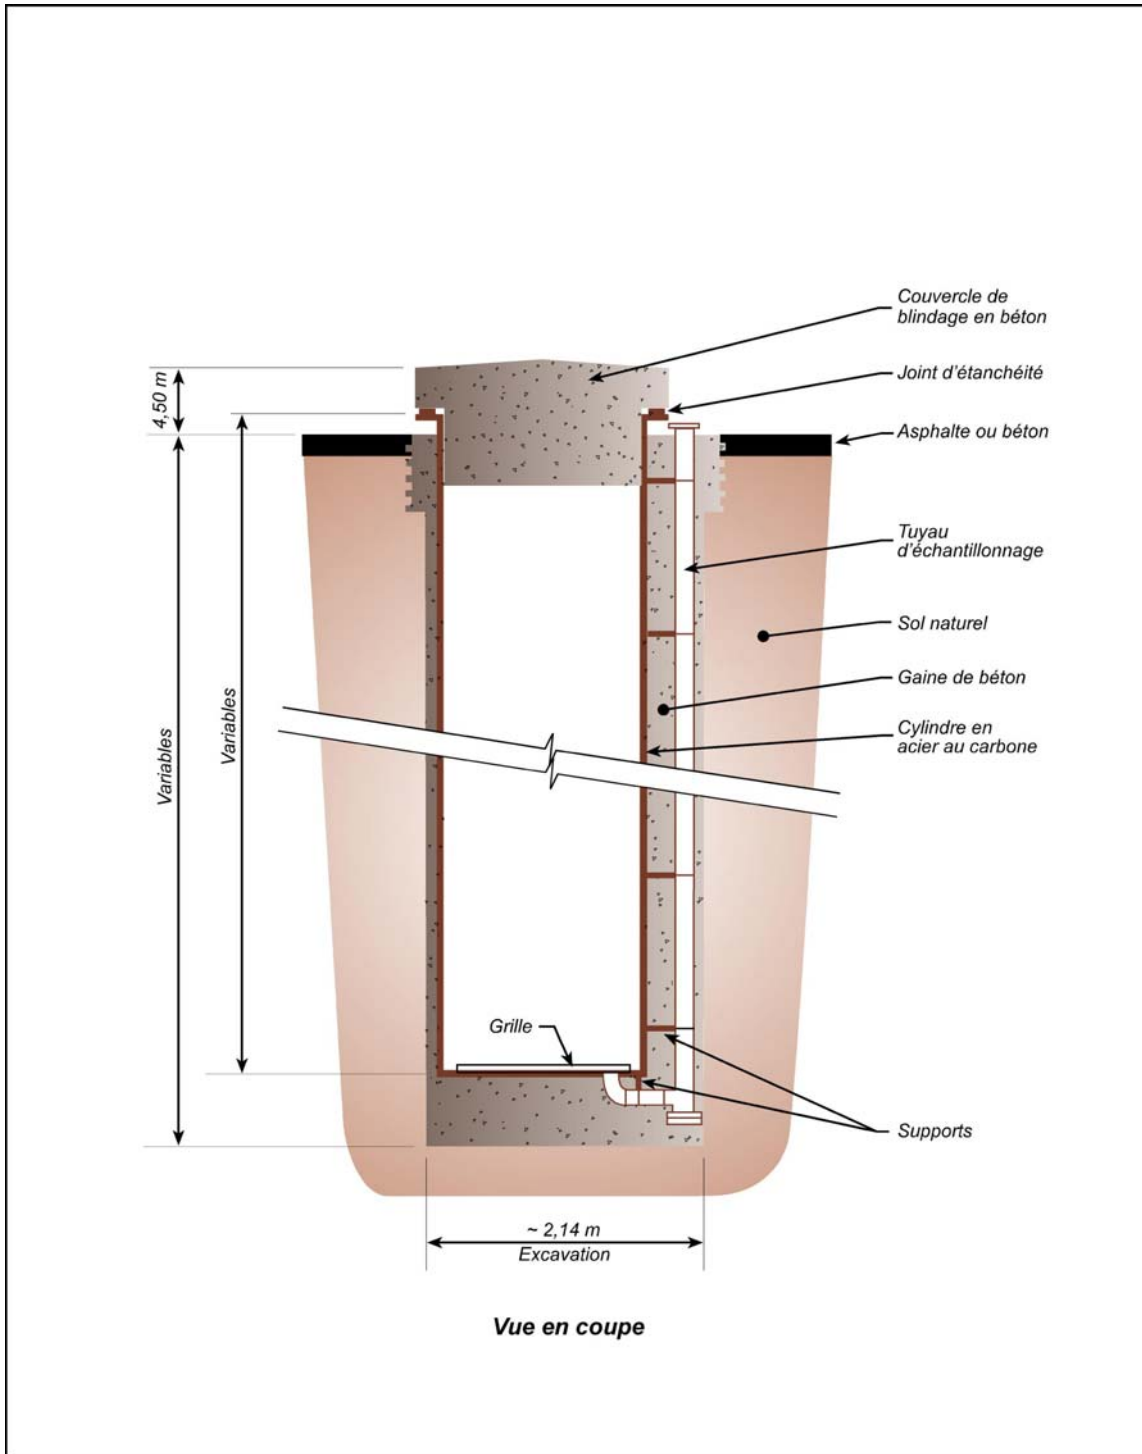 Couvercle de
blindage en béton
Joint d'étanchéité
4,50 m
Asphalte ou béton
Tuyau
d'échantillonnage
Sol naturel
Gaine de béton
Variables
Variables
Cylindre en
acier au carbone
Grille
Supports
~ 2,14 m
Excavation
Vue en coupe